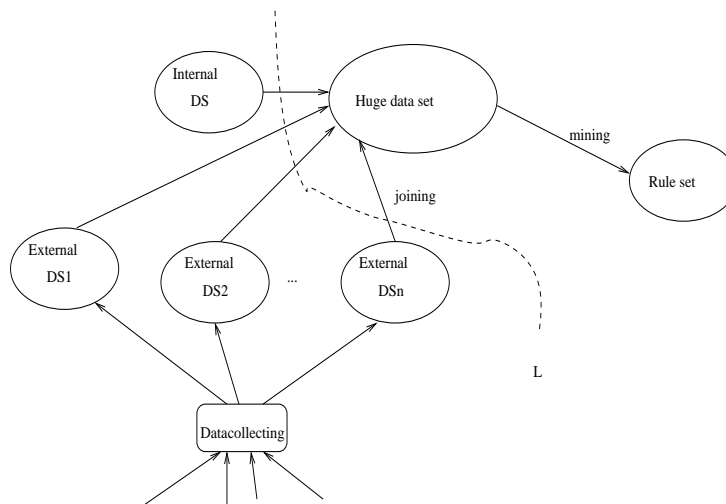 Internal
DS
Huge data set
mining
Rule set
joining
External
DS1
External
DS2
...
External
DSn
L
Datacollecting